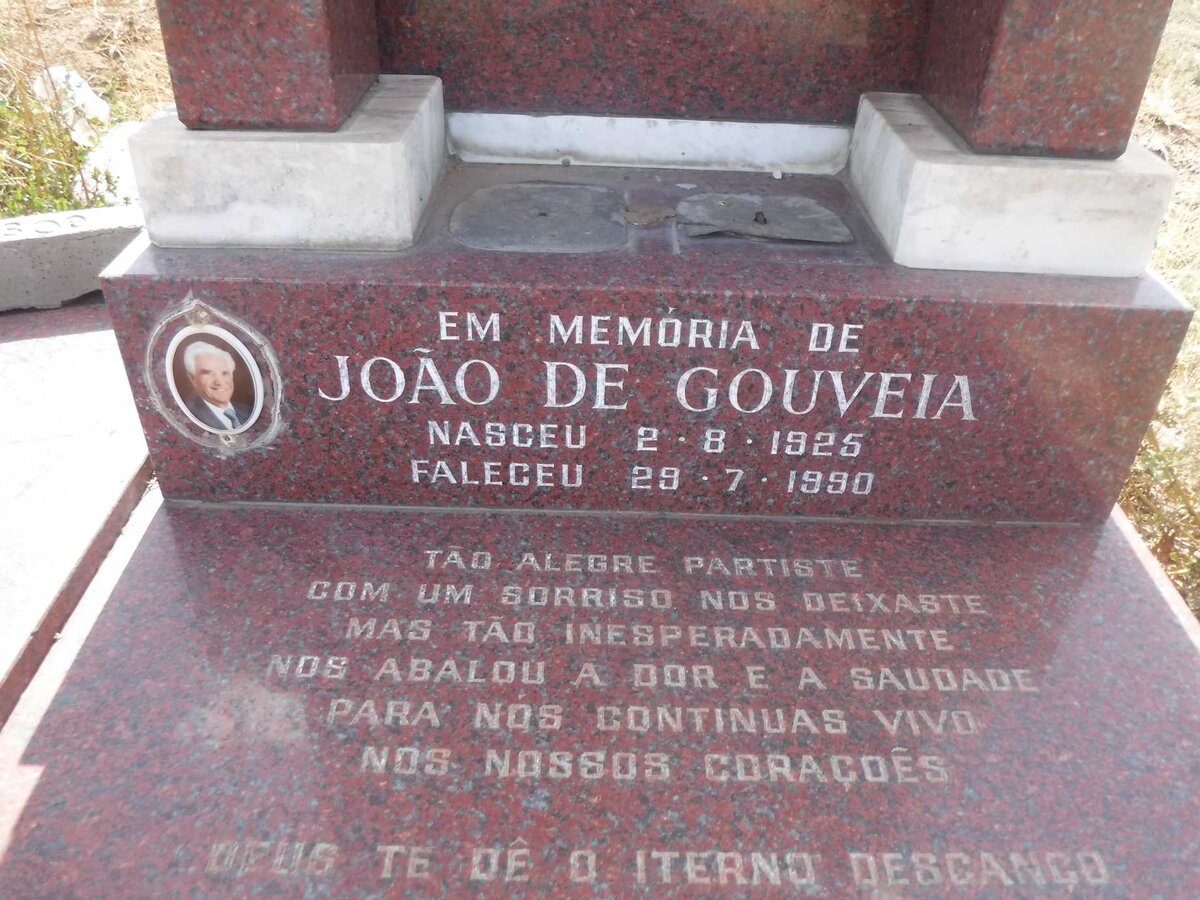 EM MEMÓRIA DE
JOÃO DE GOUVEIA
NASCEU 2 · 8 · 1925
FALECEU 29 · 7 · 1990
TÃO ALEGRE PARTISTE
COM UM SORRISO NOS DEIXASTE
MAS TÃO INESPERADAMENTE
NOS ABALOU A DOR E A SAUDADE
PARA NÓS CONTINUAS VIVO
NOS NOSSOS CORAÇOẼS
DEUS TE DÊ O ITERNO DESCANÇO